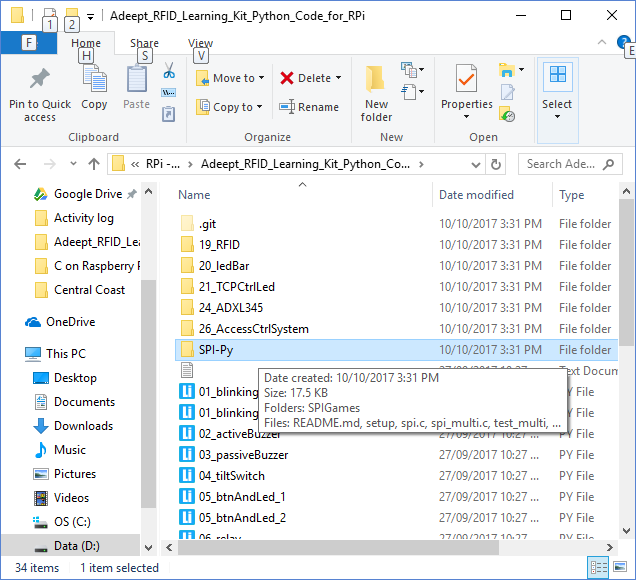 Adeept_RFID_Learning_Kit_Python_Code_for_RPi
1 2
F Home Share View
H S V E
Pin to Quick access
Copy
Paste
Move to
Copy to
Delete
Rename
New folder
Properties
Select
Clipboard Organize New Open
« RPi -... > Adeept_RFID_Learning_Kit_Python_Co... >
Search Ade...
Name Date modified Type
Google Drive
Activity log
Adeept_RFID_Lea
C on Raspberry P
Central Coast
OneDrive
This PC
Desktop
Documents
Downloads
Music
Pictures
Videos
OS (C:)
Data (D:)
.git 10/10/2017 3:31 PM File folder
19_RFID 10/10/2017 3:31 PM File folder
20_ledBar 10/10/2017 3:31 PM File folder
21_TCPCtrlLed 10/10/2017 3:31 PM File folder
24_ADXL345 10/10/2017 3:31 PM File folder
26_AccessCtrlSystem 10/10/2017 3:31 PM File folder
SPI-Py 10/10/2017 3:31 PM File folder
Text Docum
01_blinking PY File
01_blinking PY File
Date created: 10/10/2017 3:31 PM
Size: 17.5 KB
Folders: SPIGames
Files: README.md, setup, spi.c, spi_multi.c, test_multi, ...
02_activeBuzzer 27/09/2017 10:27 ... PY File
03_passiveBuzzer 27/09/2017 10:27 ... PY File
04_tiltSwitch 27/09/2017 10:27 ... PY File
05_btnAndLed_1 27/09/2017 10:27 ... PY File
05_btnAndLed_2 27/09/2017 10:27 ... PY File
06_relay 27/09/2017 10:27 ... PY File
34 items 1 item selected